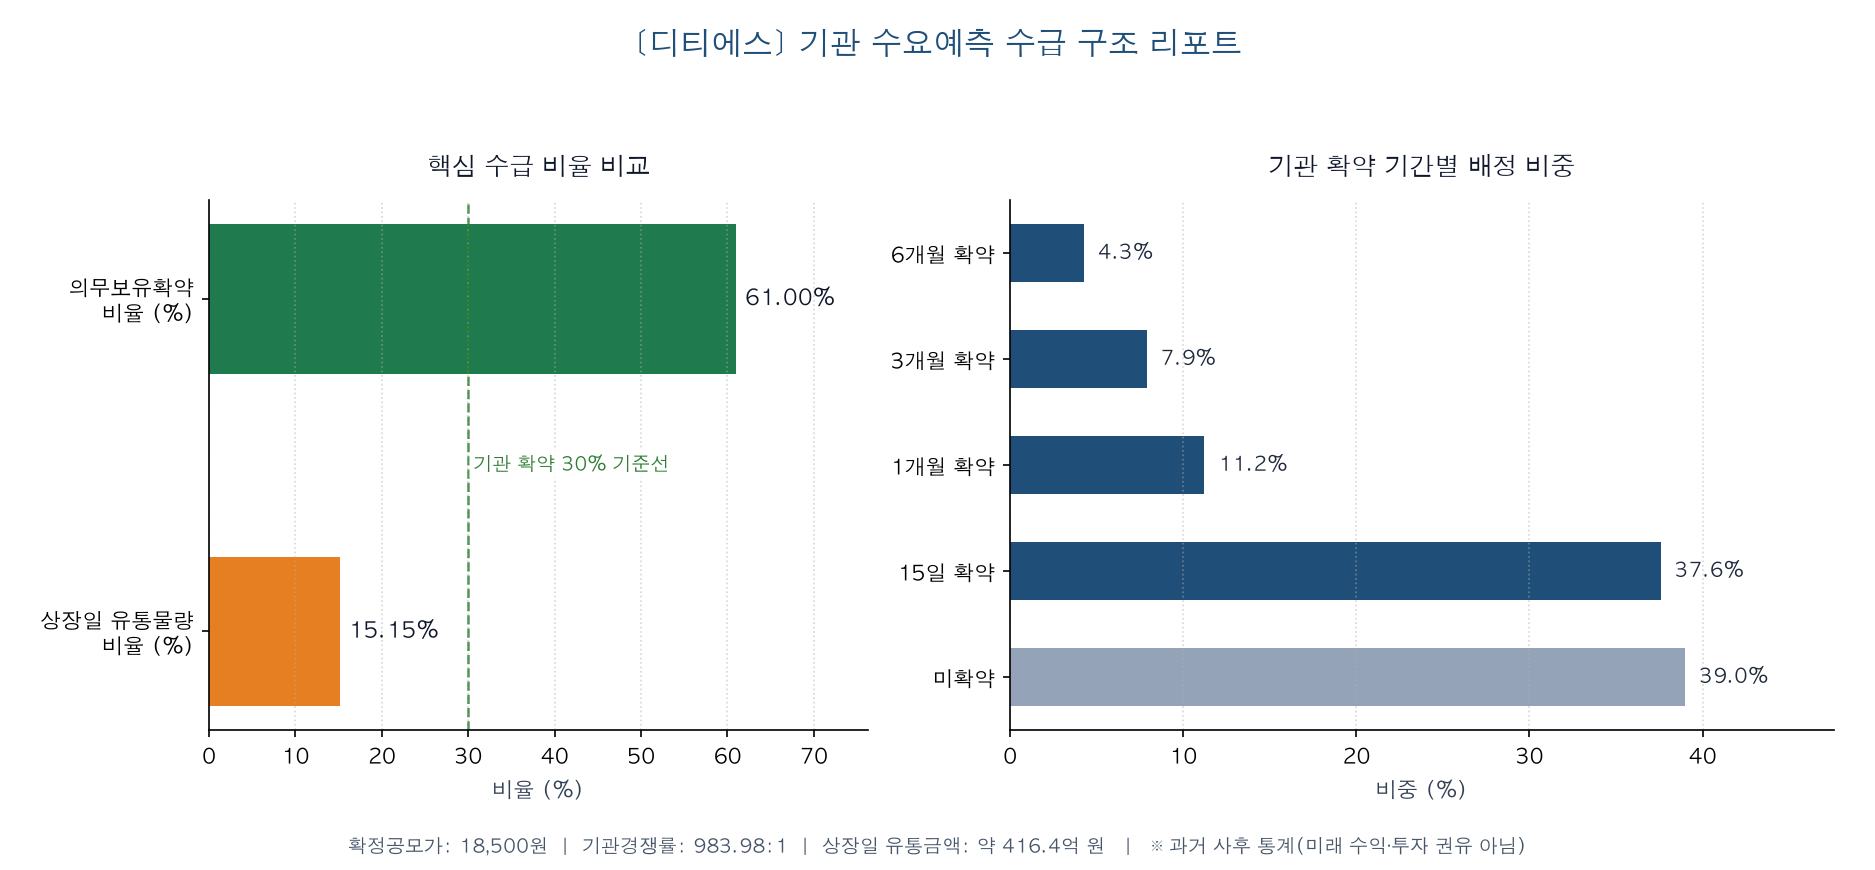 〔디티에스〕 기관 수요예측 수급 구조 리포트
핵심 수급 비율 비교
의무보유확약
비율 (%)
61.00%
기관 확약 30% 기준선
상장일 유통물량
비율 (%)
15.15%
0 10 20 30 40 50 60 70
비율 (%)
기관 확약 기간별 배정 비중
6개월 확약 4.3%
3개월 확약 7.9%
1개월 확약 11.2%
15일 확약 37.6%
미확약 39.0%
0 10 20 30 40
비중 (%)
확정공모가: 18,500원 | 기관경쟁률: 983.98:1 | 상장일 유통금액: 약 416.4억 원 | ※ 과거 사후 통계(미래 수익·투자 권유 아님)